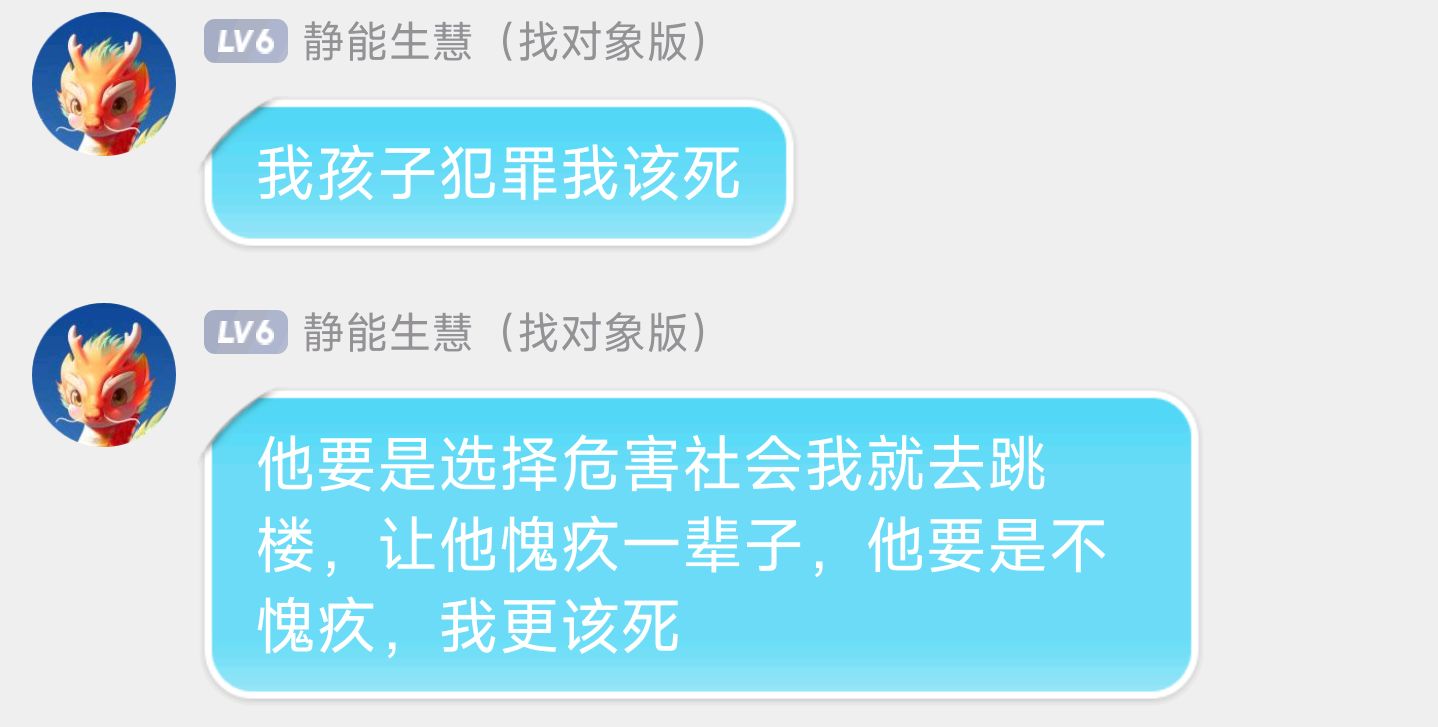 LV6 静能生慧（找对象版）
我孩子犯罪我该死
LV6 静能生慧（找对象版）
他要是选择危害社会我就去跳
楼，让他愧疚一辈子，他要是不
愧疚，我更该死